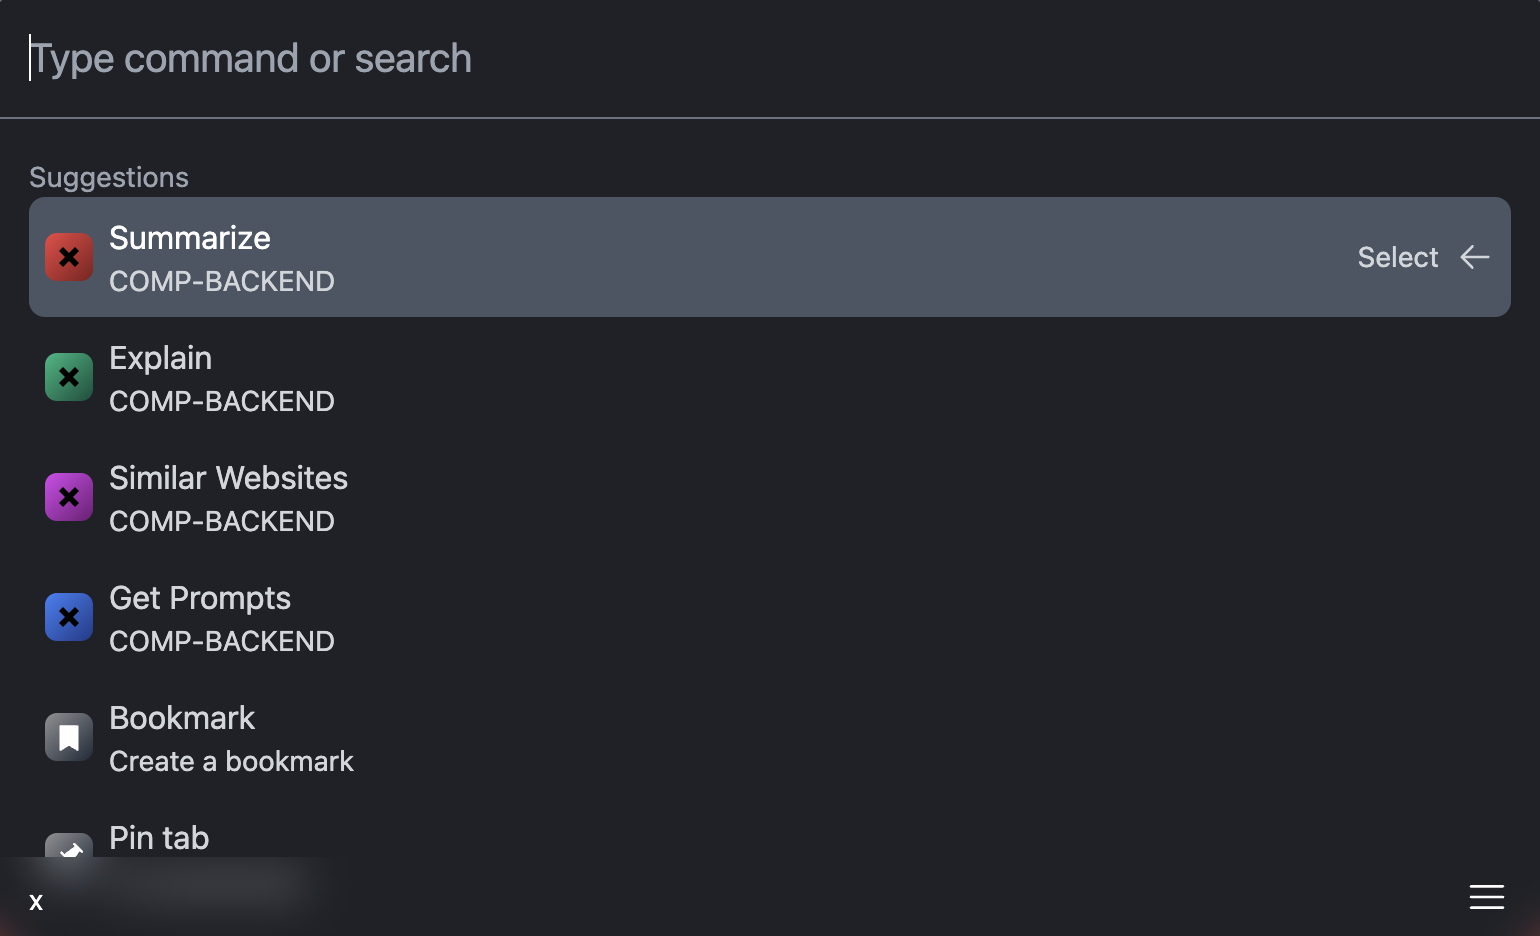 Type command or search
Suggestions
Summarize
COMP-BACKEND
Select
Explain
COMP-BACKEND
Similar Websites
COMP-BACKEND
Get Prompts
COMP-BACKEND
Bookmark
Create a bookmark
Pin tab
x